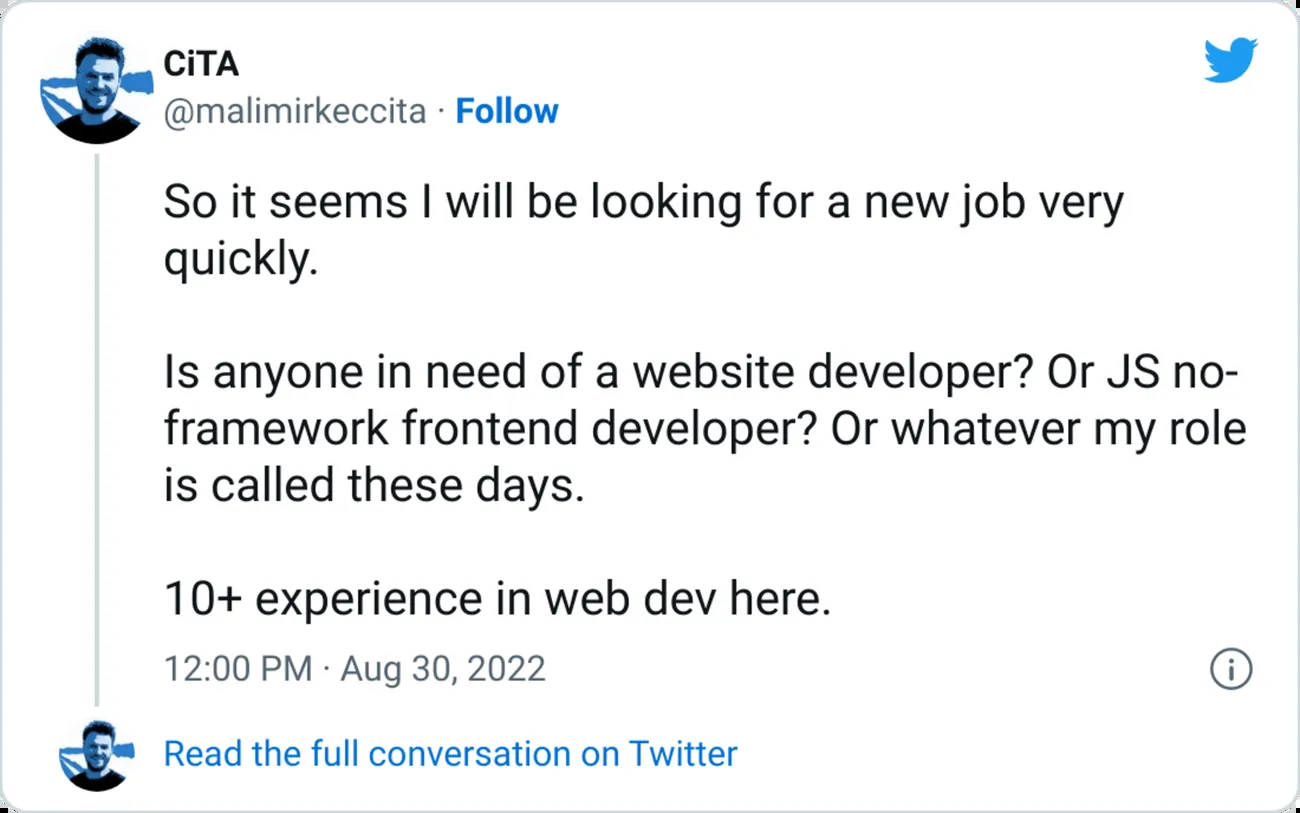 CiTA
@malimirkeccita · Follow
So it seems I will be looking for a new job very
quickly.
Is anyone in need of a website developer? Or JS no-
framework frontend developer? Or whatever my role
is called these days.
10+ experience in web dev here.
12:00 PM · Aug 30, 2022
Read the full conversation on Twitter